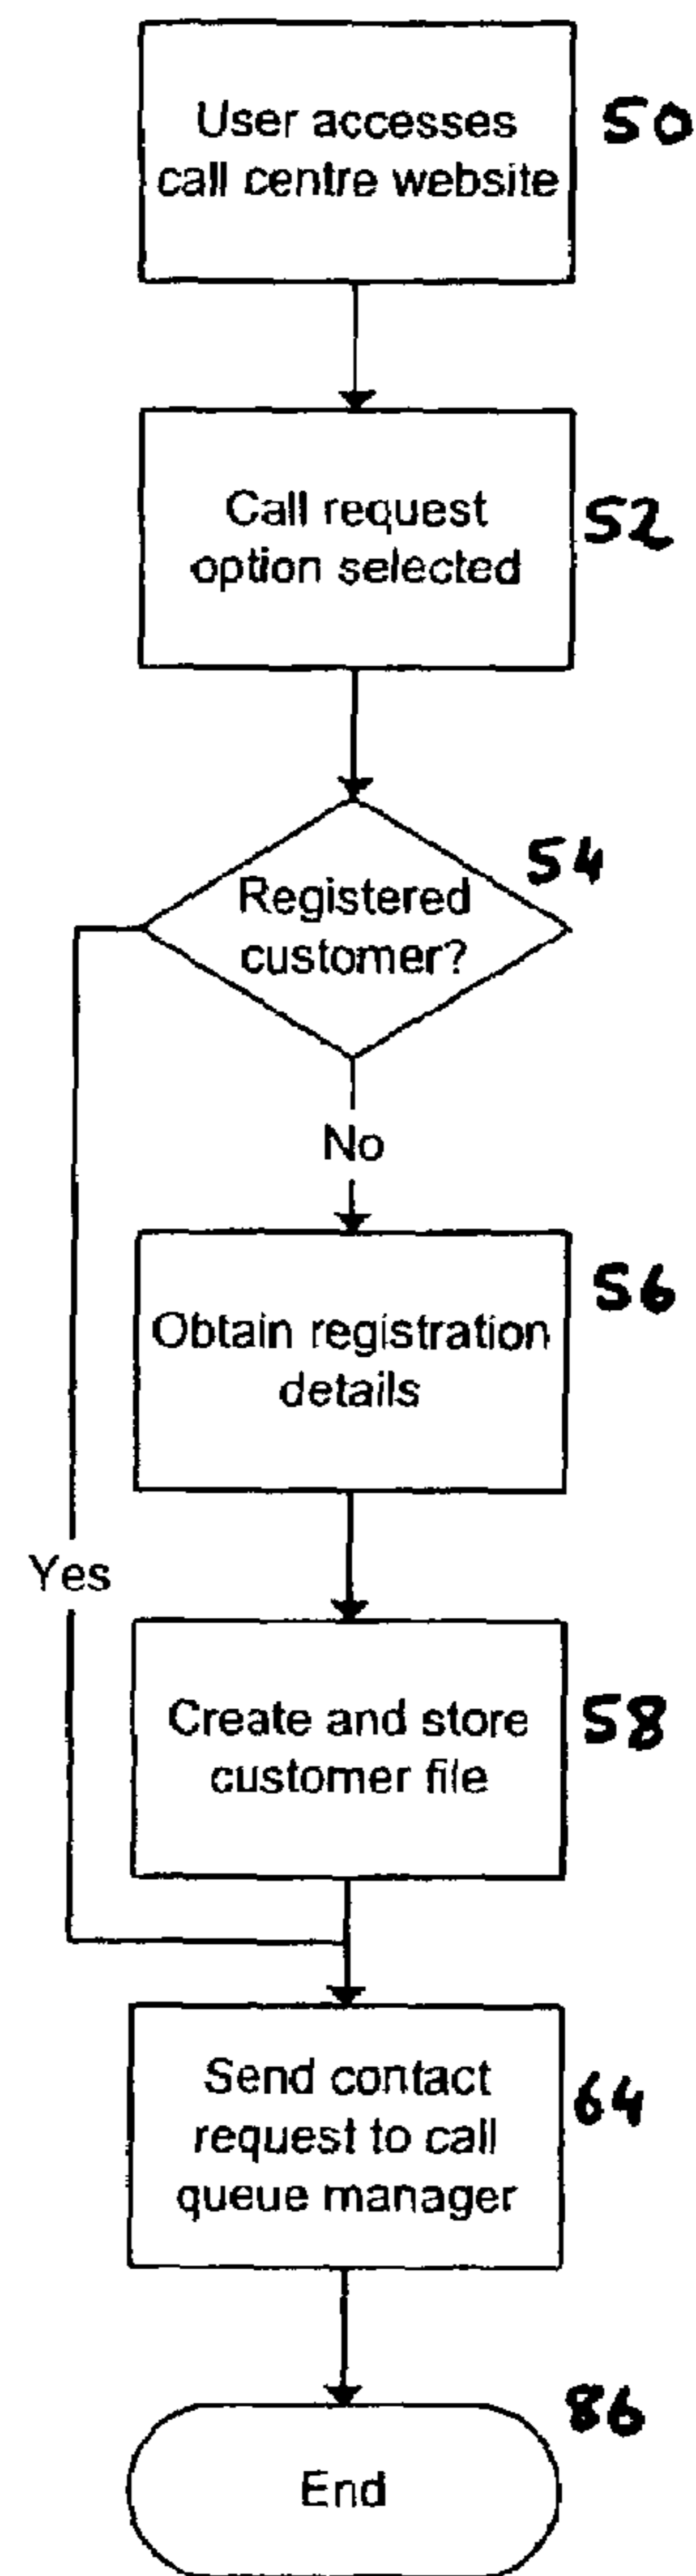 User accesses
call centre website
50
Call request
option selected
52
54
Registered
customer?
No
56
Obtain registration
details
Yes
Create and store
customer file
58
Send contact
request to call
queue manager
64
86
End